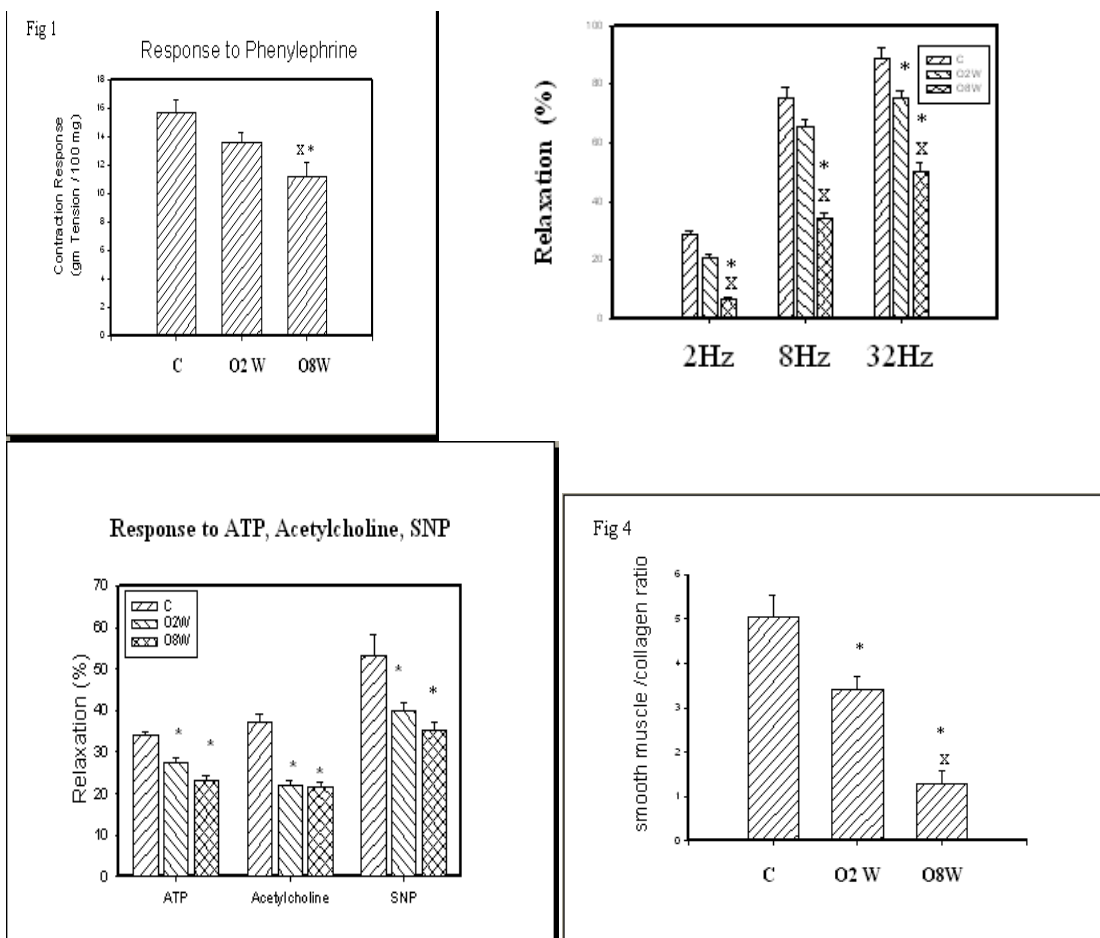 Fig 1
Response to Phenylephrine
Contraction Response
(gm Tension / 100 mg)
18
16
14
12
10
8
6
4
2
0
X *
C O2 W O8W
Relaxation (%)
100
80
60
40
20
0
C
O2W
O8W
*
X
*
X
*
*
X
2Hz 8Hz 32Hz
Response to ATP, Acetylcholine, SNP
Relaxation (%)
70
60
50
40
30
20
10
0
C
O2W
O8W
* *
* *
* *
ATP Acetylcholine SNP
Fig 4
smooth muscle /collagen ratio
6
5
4
3
2
1
0
*
*
X
C O2 W O8W